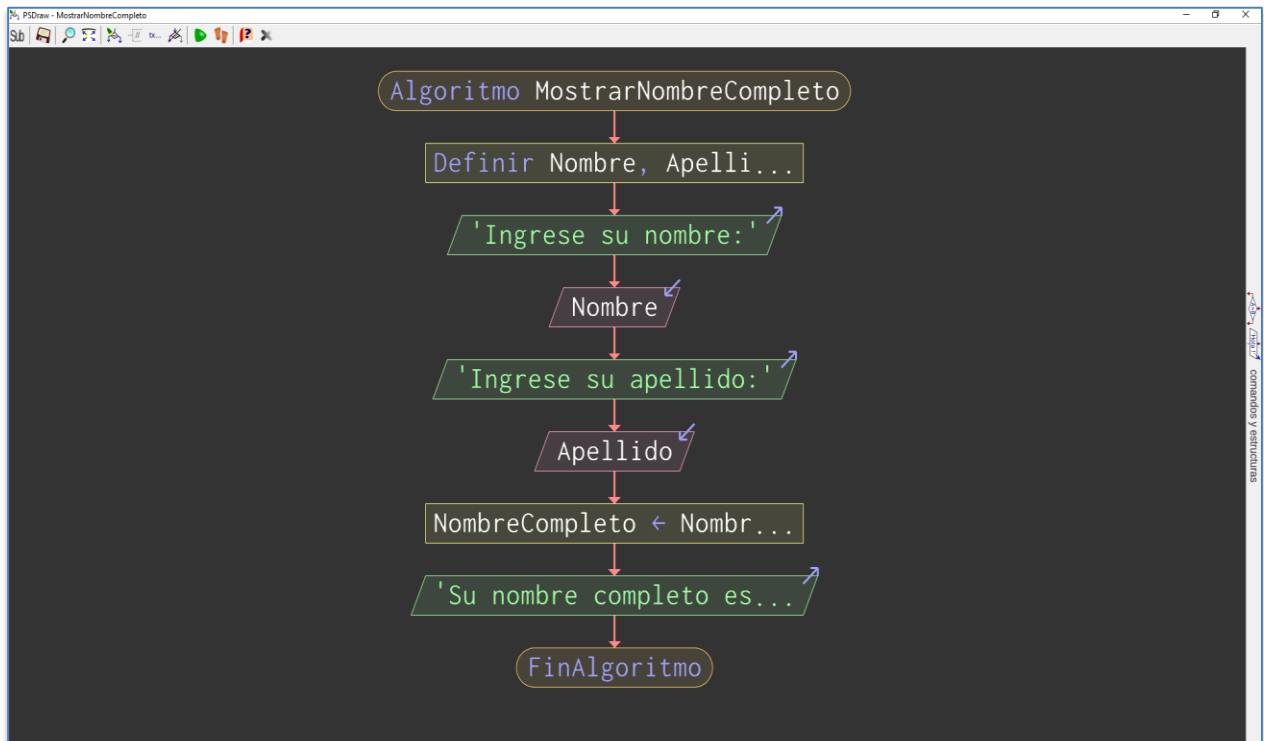 PSDraw - MostrarNombreCompleto
Sub
Algoritmo MostrarNombreCompleto
Definir Nombre, Apelli...
'Ingrese su nombre:'
Nombre
'Ingrese su apellido:'
Apellido
NombreCompleto ← Nombr...
'Su nombre completo es...
FinAlgoritmo
comandos y estructuras